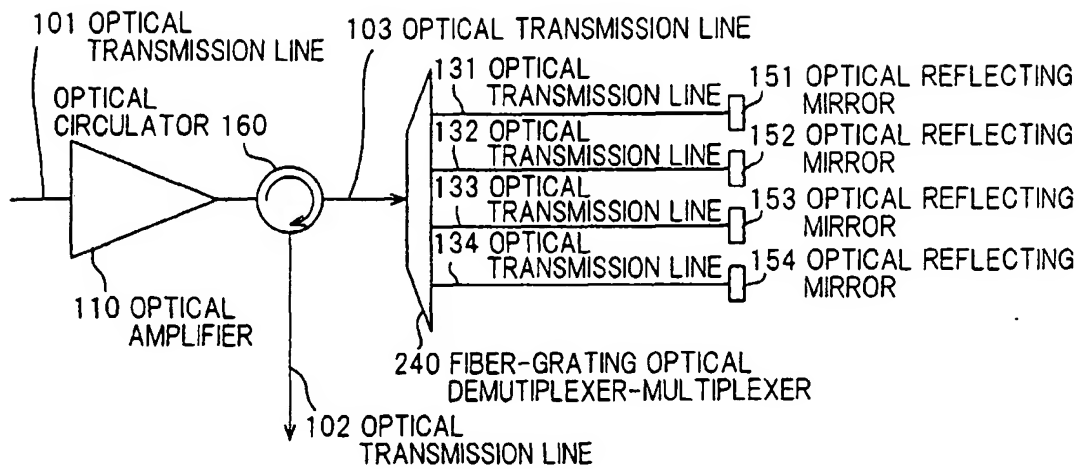 101 OPTICAL
TRANSMISSION LINE
103 OPTICAL TRANSMISSION LINE
OPTICAL
CIRCULATOR 160
131 OPTICAL
TRANSMISSION LINE
151 OPTICAL REFLECTING
MIRROR
132 OPTICAL
TRANSMISSION LINE
152 OPTICAL REFLECTING
MIRROR
133 OPTICAL
TRANSMISSION LINE
153 OPTICAL REFLECTING
MIRROR
134 OPTICAL
TRANSMISSION LINE
154 OPTICAL REFLECTING
MIRROR
110 OPTICAL
AMPLIFIER
240 FIBER-GRATING OPTICAL
DEMUTIPLEXER-MULTIPLEXER
102 OPTICAL
TRANSMISSION LINE